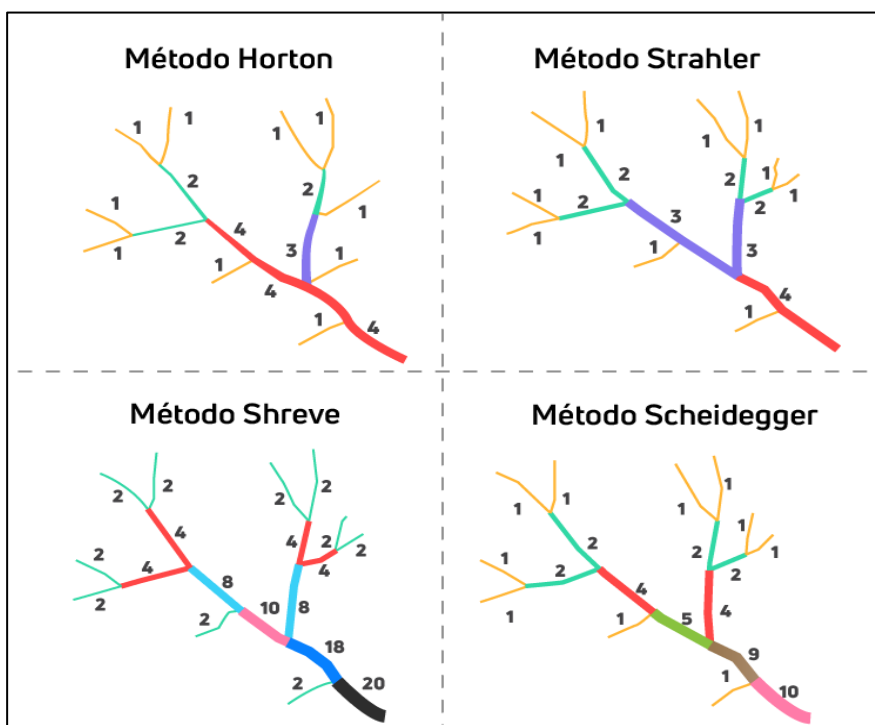 Método Horton
1 1 1 1
2 2 1
1 4
1 2 3 1
1 4
1 4
Método Strahler
1 1 1
1 2 2 1
1 2 3 2 1
1 1 3
4
1
Método Shreve
2 2 2 2
4 4 2 2
2 4 4
2 8 8
2 10
18
2 20
Método Scheidegger
1 1 1 1
2 2 1
1 2 2 1
1 4 4
1 5
9
1 10